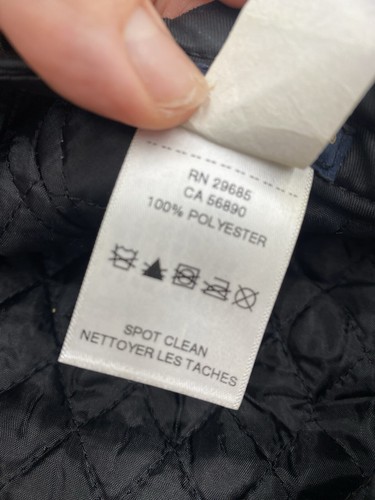 RN 29685
CA 56890
100% POLYESTER
SPOT CLEAN
NETTOYER LES TACHES